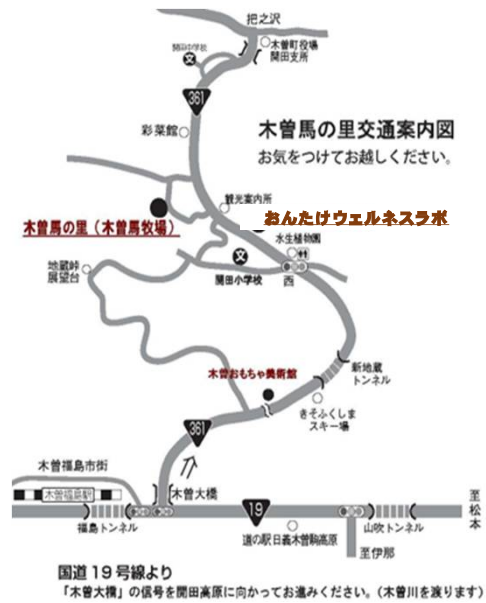 把之沢
開田中学校
文
木曽町役場
開田支所
361
彩菜館
木曽馬の里交通案内図
お気をつけてお越しください。
観光案内所
木曽馬の里(木曽馬牧場)
おんたけウェルネスラボ
水生植物園
文
地蔵峠
展望台
開田小学校
西
新地蔵
トンネル
木曽おもちゃ美術館
きそふくしま
スキー場
361
木曽福島市街
木曽福島駅
木曽大橋
至松本
19
福島トンネル
道の駅日義木曽駒高原
山吹トンネル
至伊那
国道19号線より
「木曽大橋」の信号を開田高原に向かってお進みください。(木曽川を渡ります)